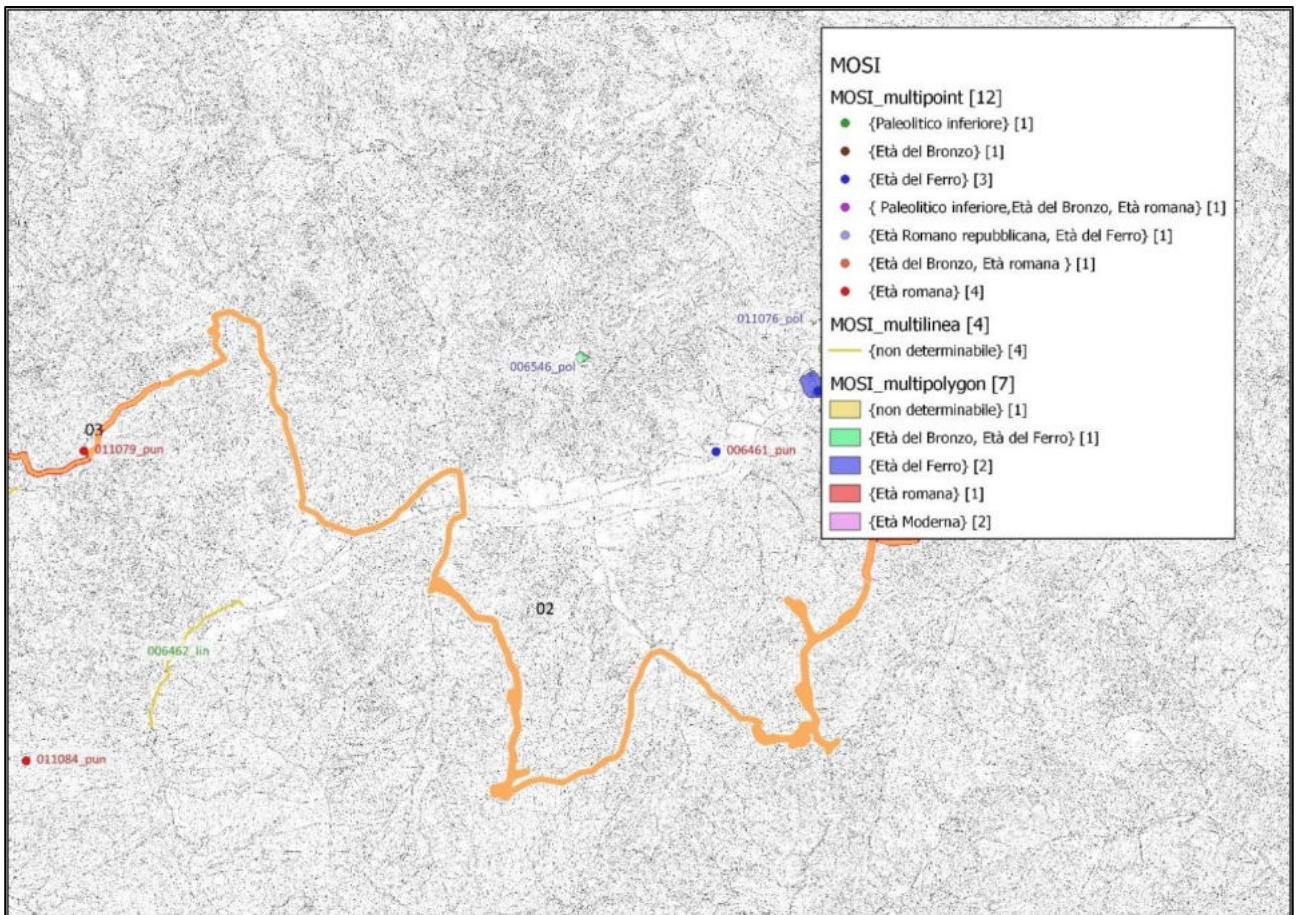 MOSI
MOSI_multipoint [12]
{Paleolitico inferiore} [1]
{Età del Bronzo} [1]
{Età del Ferro} [3]
{ Paleolitico inferiore,Età del Bronzo, Età romana} [1]
{Età Romano repubblicana, Età del Ferro} [1]
{Età del Bronzo, Età romana } [1]
{Età romana} [4]
MOSI_multilinea [4]
{non determinabile} [4]
MOSI_multipolygon [7]
{non determinabile} [1]
{Età del Bronzo, Età del Ferro} [1]
{Età del Ferro} [2]
{Età romana} [1]
{Età Moderna} [2]
011076_pol
006546_pol
03
011079_pun
006461_pun
02
006462_lin
011084_pun